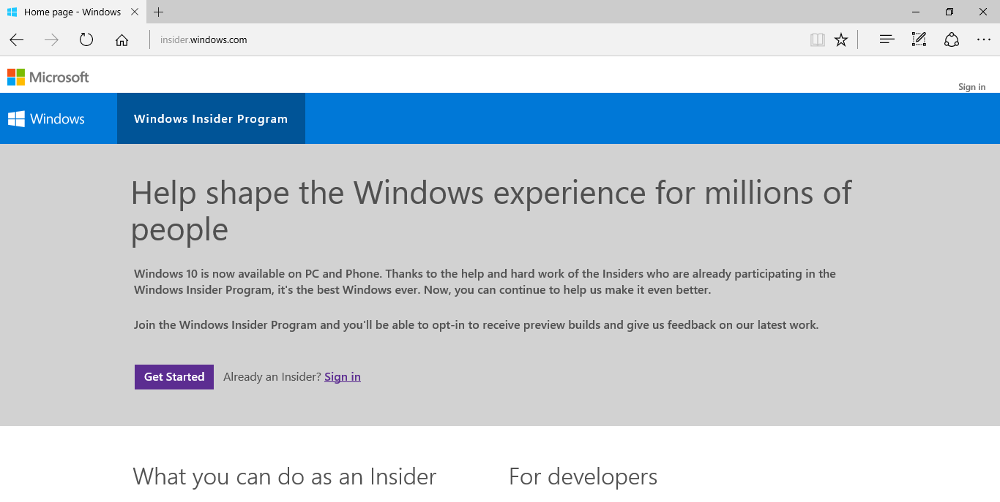 Home page - Windows
insider.windows.com
Microsoft
Sign in
Windows
Windows Insider Program
Help shape the Windows experience for millions of
people
Windows 10 is now available on PC and Phone. Thanks to the help and hard work of the Insiders who are already participating in the
Windows Insider Program, it's the best Windows ever. Now, you can continue to help us make it even better.
Join the Windows Insider Program and you'll be able to opt-in to receive preview builds and give us feedback on our latest work.
Get Started Already an Insider? Sign in
What you can do as an Insider
For developers